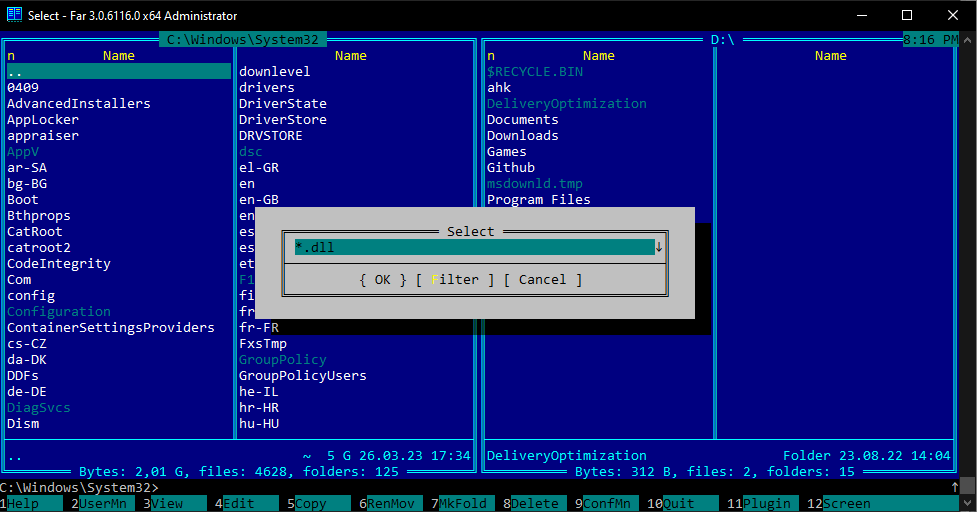 Select - Far 3.0.6116.0 x64 Administrator
C:\Windows\System32
n Name Name
..
0409
AdvancedInstallers
AppLocker
appraiser
AppV
ar-SA
bg-BG
Boot
Bthprops
CatRoot
catroot2
CodeIntegrity
Com
config
Configuration
ContainerSettingsProviders
cs-CZ
da-DK
DDFs
de-DE
DiagSvcs
Dism
downlevel
drivers
DriverState
DriverStore
DRVSTORE
dsc
el-GR
en
en-GB
en
es
es
et
F1
fi
fr
fr-FR
FxsTmp
GroupPolicy
GroupPolicyUsers
he-IL
hr-HR
hu-HU
.. ~ 5 G 26.03.23 17:34
Bytes: 2,01 G, files: 4628, folders: 125
D:\ 8:16 PM
n Name Name
$RECYCLE.BIN
ahk
DeliveryOptimization
Documents
Downloads
Games
Github
msdownld.tmp
Program Files
DeliveryOptimization Folder 23.08.22 14:04
Bytes: 312 B, files: 2, folders: 15
Select
*.dll ↓
{ OK } [ Filter ] [ Cancel ]
C:\Windows\System32> ↑
1Help 2UserMn 3View 4Edit 5Copy 6RenMov 7MkFold 8Delete 9ConfMn 10Quit 11Plugin 12Screen